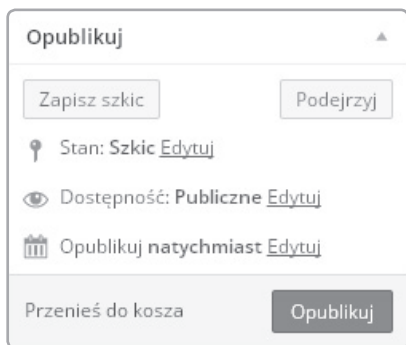 Opublikuj
Zapisz szkic Podejrzyj
Stan: Szkic Edytuj
Dostępność: Publiczne Edytuj
Opublikuj natychmiast Edytuj
Przenieś do kosza Opublikuj